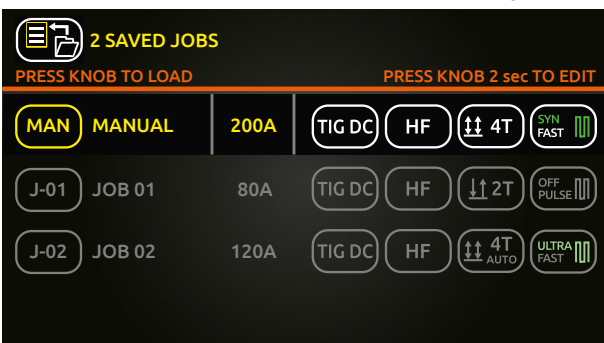 2 SAVED JOBS
PRESS KNOB TO LOAD PRESS KNOB 2 sec TO EDIT
MAN MANUAL 200A TIG DC HF 4T SYN FAST
J-01 JOB 01 80A TIG DC HF 2T OFF PULSE
J-02 JOB 02 120A TIG DC HF 4T AUTO ULTRA FAST